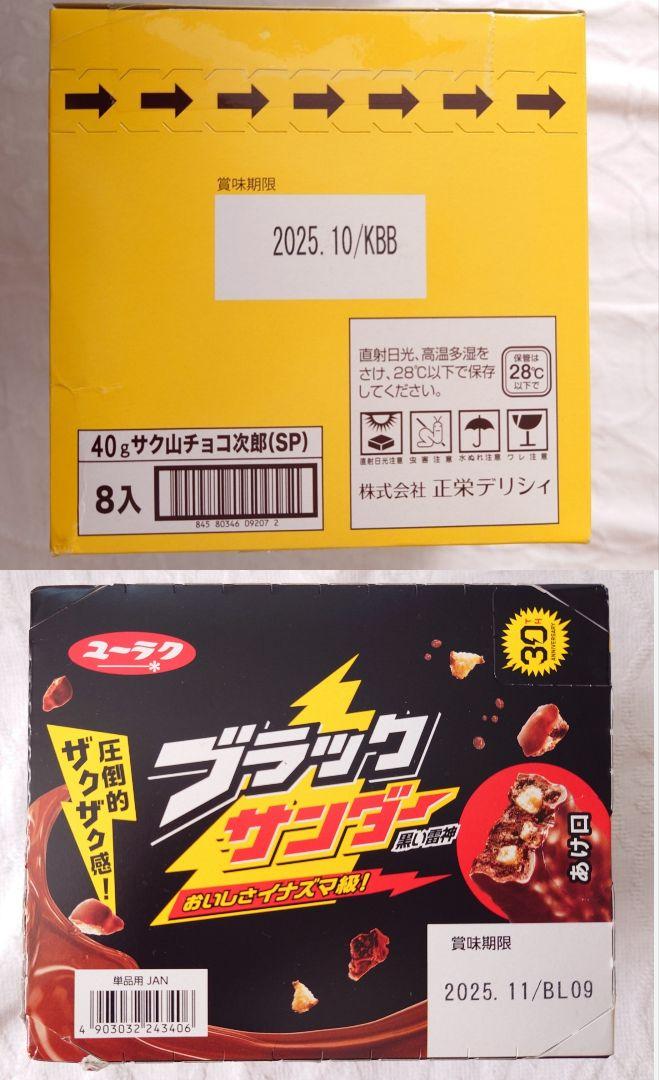 賞味期限
2025.10/KBB
直射日光、高温多湿を
さけ、28℃以下で保存
してください。
保管は
28℃
以下で
直射日光注意 虫害注意 水ぬれ注意 ワレ注意
株式会社 正栄デリシィ
40gサク山チョコ次郎(SP)
8入
845 80346 09207 2
ユーラク
30TH
ANNIVERSARY
圧倒的
ザクザク感！
ブラック
サンダー
黒い雷神
おいしさイナズマ級！
あけ口
賞味期限
2025.11/BL09
単品用 JAN
4 903032 243406